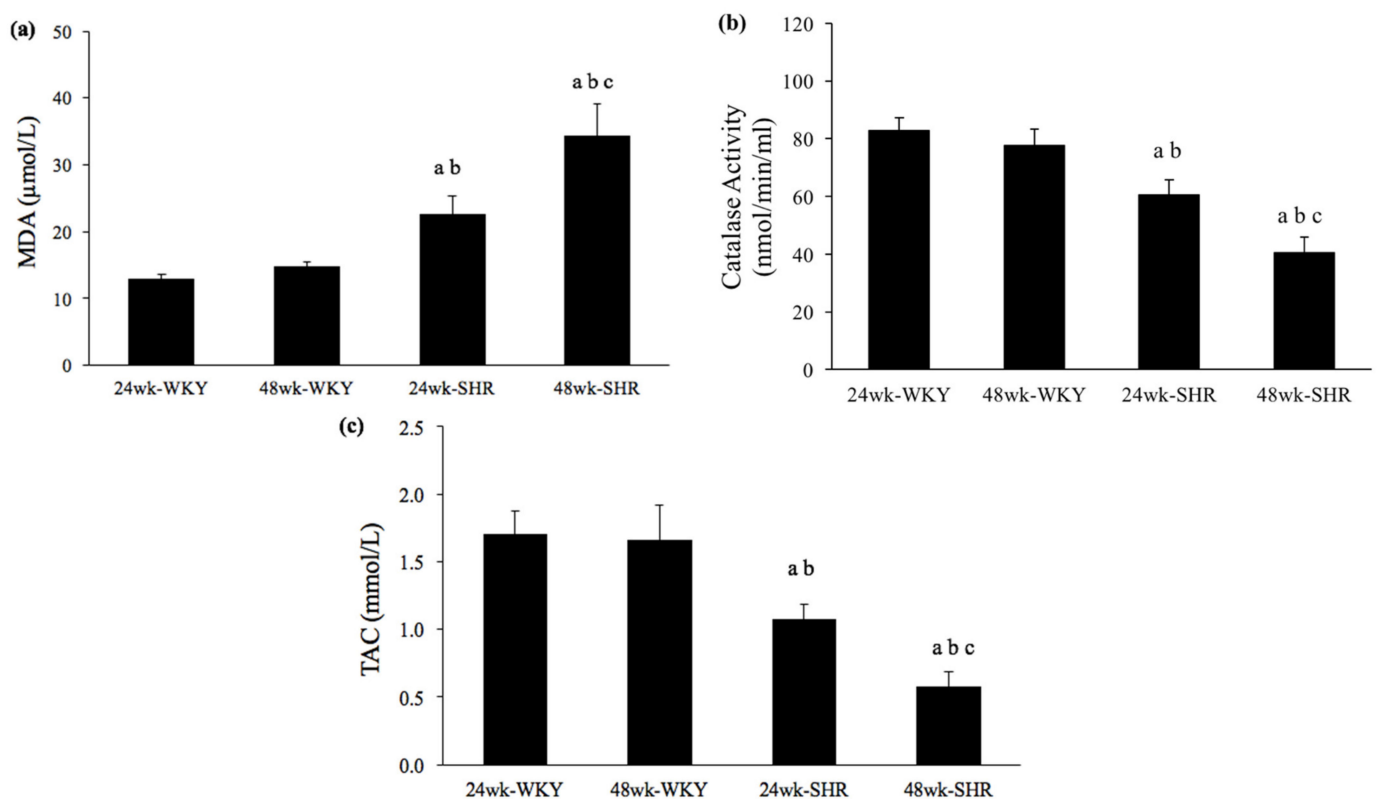 (a)
MDA (μmol/L)
50
40
30
20
10
0
a b
a b c
24wk-WKY 48wk-WKY 24wk-SHR 48wk-SHR
(b)
Catalase Activity
(nmol/min/ml)
120
100
80
60
40
20
0
a b
a b c
24wk-WKY 48wk-WKY 24wk-SHR 48wk-SHR
(c)
TAC (mmol/L)
2.5
2.0
1.5
1.0
0.5
0.0
a b
a b c
24wk-WKY 48wk-WKY 24wk-SHR 48wk-SHR